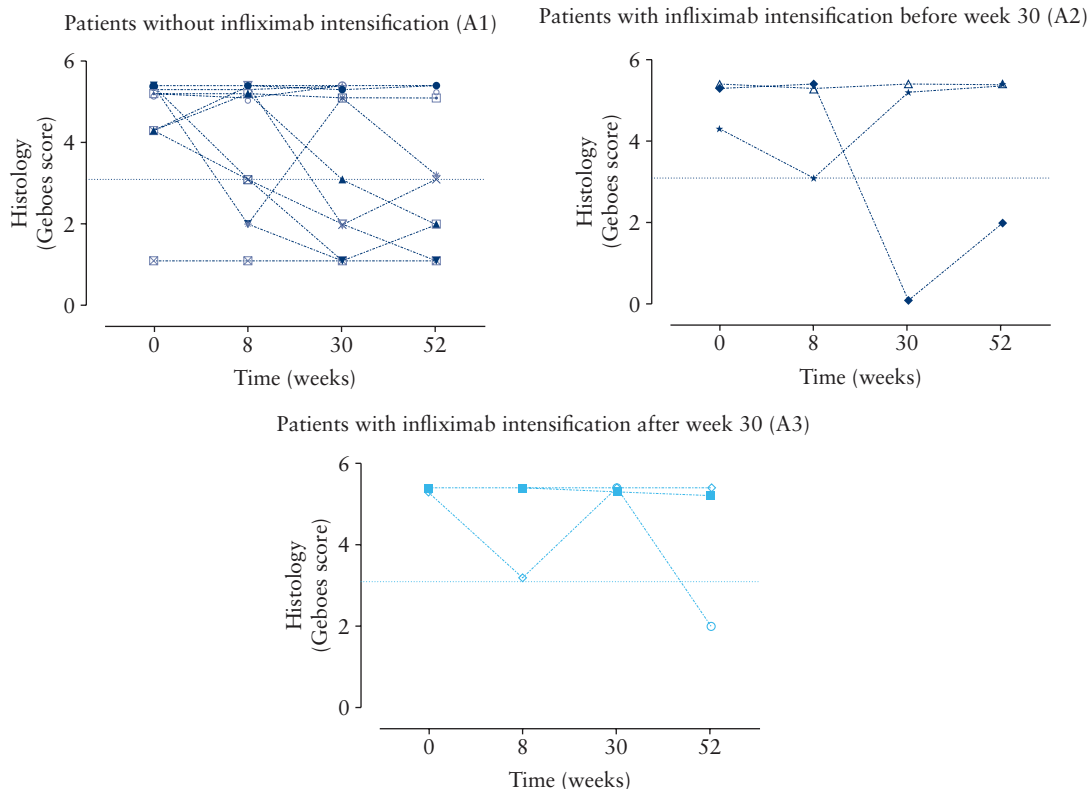 Patients without infliximab intensification (A1)
6
4
2
0
Histology
(Geboes score)
0 8 30 52
Time (weeks)
Patients with infliximab intensification before week 30 (A2)
6
4
2
0
Histology
(Geboes score)
0 8 30 52
Time (weeks)
Patients with infliximab intensification after week 30 (A3)
6
4
2
0
Histology
(Geboes score)
0 8 30 52
Time (weeks)